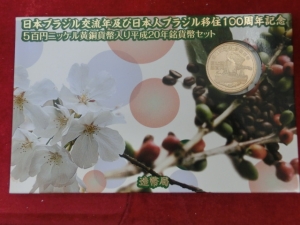 日本ブラジル交流年及び日本人ブラジル移住100周年記念
5百円ニッケル黄銅貨幣入り平成20年銘貨幣セット
造幣局